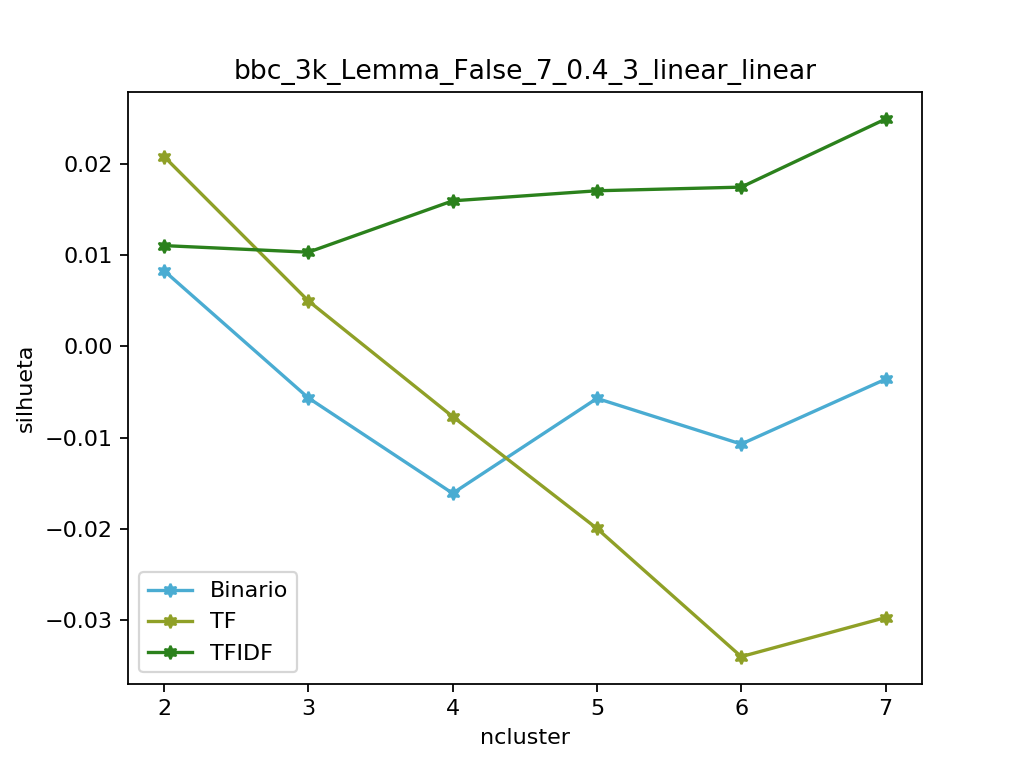 bbc_3k_Lemma_False_7_0.4_3_linear_linear
silhueta
0.02
0.01
0.00
−0.01
−0.02
−0.03
Binario
TF
TFIDF
2 3 4 5 6 7
ncluster